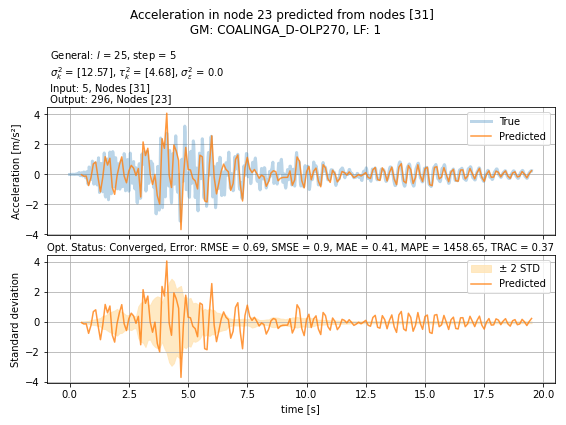 Acceleration in node 23 predicted from nodes [31]
GM: COALINGA_D-OLP270, LF: 1
General: l = 25, step = 5
σ²ₖ = [12.57], τ²ₖ = [4.68], σ²ₑ = 0.0
Input: 5, Nodes [31]
Output: 296, Nodes [23]
Acceleration [m/s²]
4
2
0
−2
−4
True
Predicted
Opt. Status: Converged, Error: RMSE = 0.69, SMSE = 0.9, MAE = 0.41, MAPE = 1458.65, TRAC = 0.37
Standard deviation
4
2
0
−2
−4
± 2 STD
Predicted
0.0 2.5 5.0 7.5 10.0 12.5 15.0 17.5 20.0
time [s]